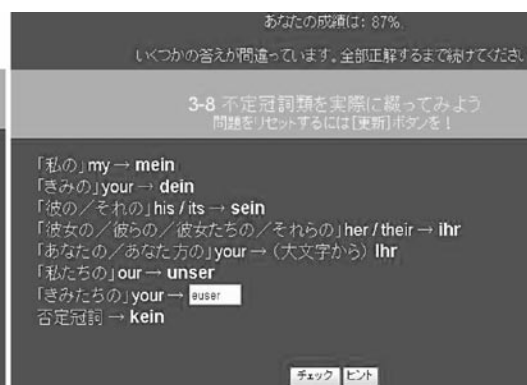 あなたの成績は: 87%.
いくつかの答えが間違っています。全部正解するまで続けてくださ
3-8 不定冠詞類を実際に綴ってみよう
問題をリセットするには[更新]ボタンを！
「私の」my → mein
「きみの」your → dein
「彼の／それの」his / its → sein
「彼女の／彼らの／彼女たちの／それらの」her / their → ihr
「あなたの／あなた方の」your →（大文字から）Ihr
「私たちの」our → unser
「きみたちの」your → euser
否定冠詞 → kein
チェック ヒント